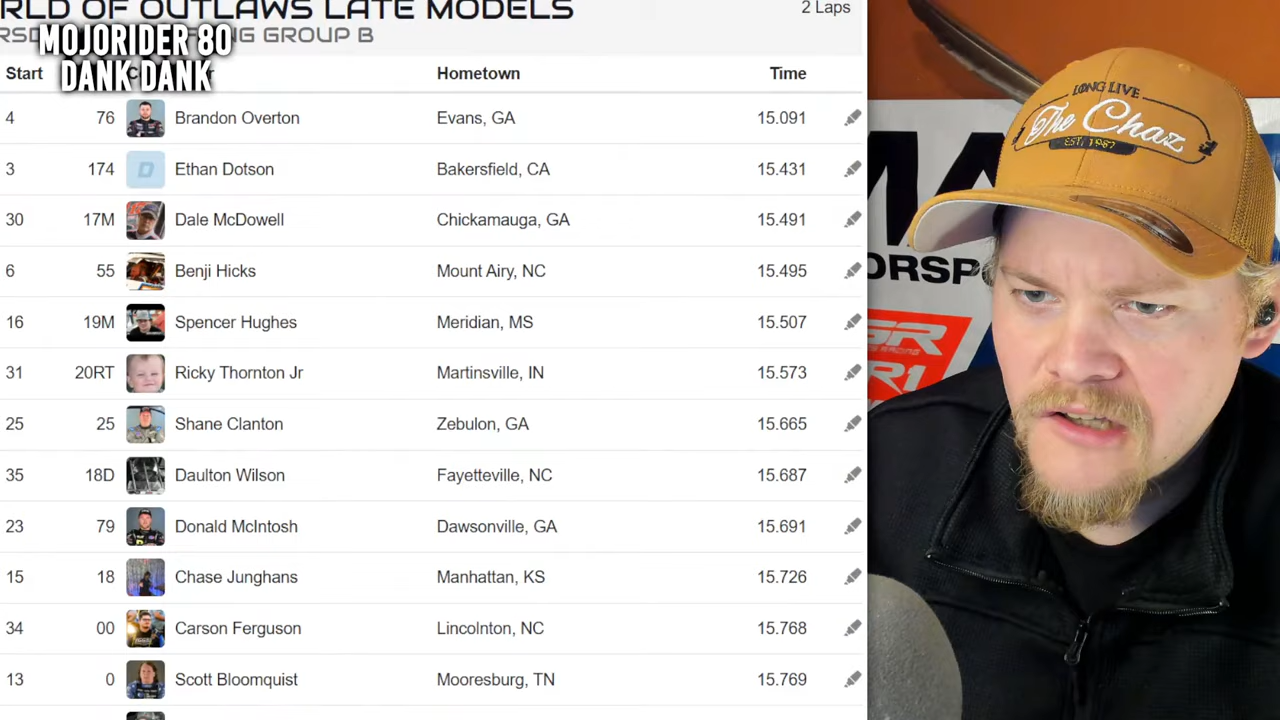 RLD OF OUTLAWS LATE MODELS
2 Laps
NG GROUP B
MOJORIDER 80
DANK DANK
Start Hometown Time
4 76 Brandon Overton Evans, GA 15.091
3 174 Ethan Dotson Bakersfield, CA 15.431
30 17M Dale McDowell Chickamauga, GA 15.491
6 55 Benji Hicks Mount Airy, NC 15.495
16 19M Spencer Hughes Meridian, MS 15.507
31 20RT Ricky Thornton Jr Martinsville, IN 15.573
25 25 Shane Clanton Zebulon, GA 15.665
35 18D Daulton Wilson Fayetteville, NC 15.687
23 79 Donald McIntosh Dawsonville, GA 15.691
15 18 Chase Junghans Manhattan, KS 15.726
34 00 Carson Ferguson Lincolnton, NC 15.768
13 0 Scott Bloomquist Mooresburg, TN 15.769
LONG LIVE
The Chaz
EST. 1987
MA
ORSP
SR
R1